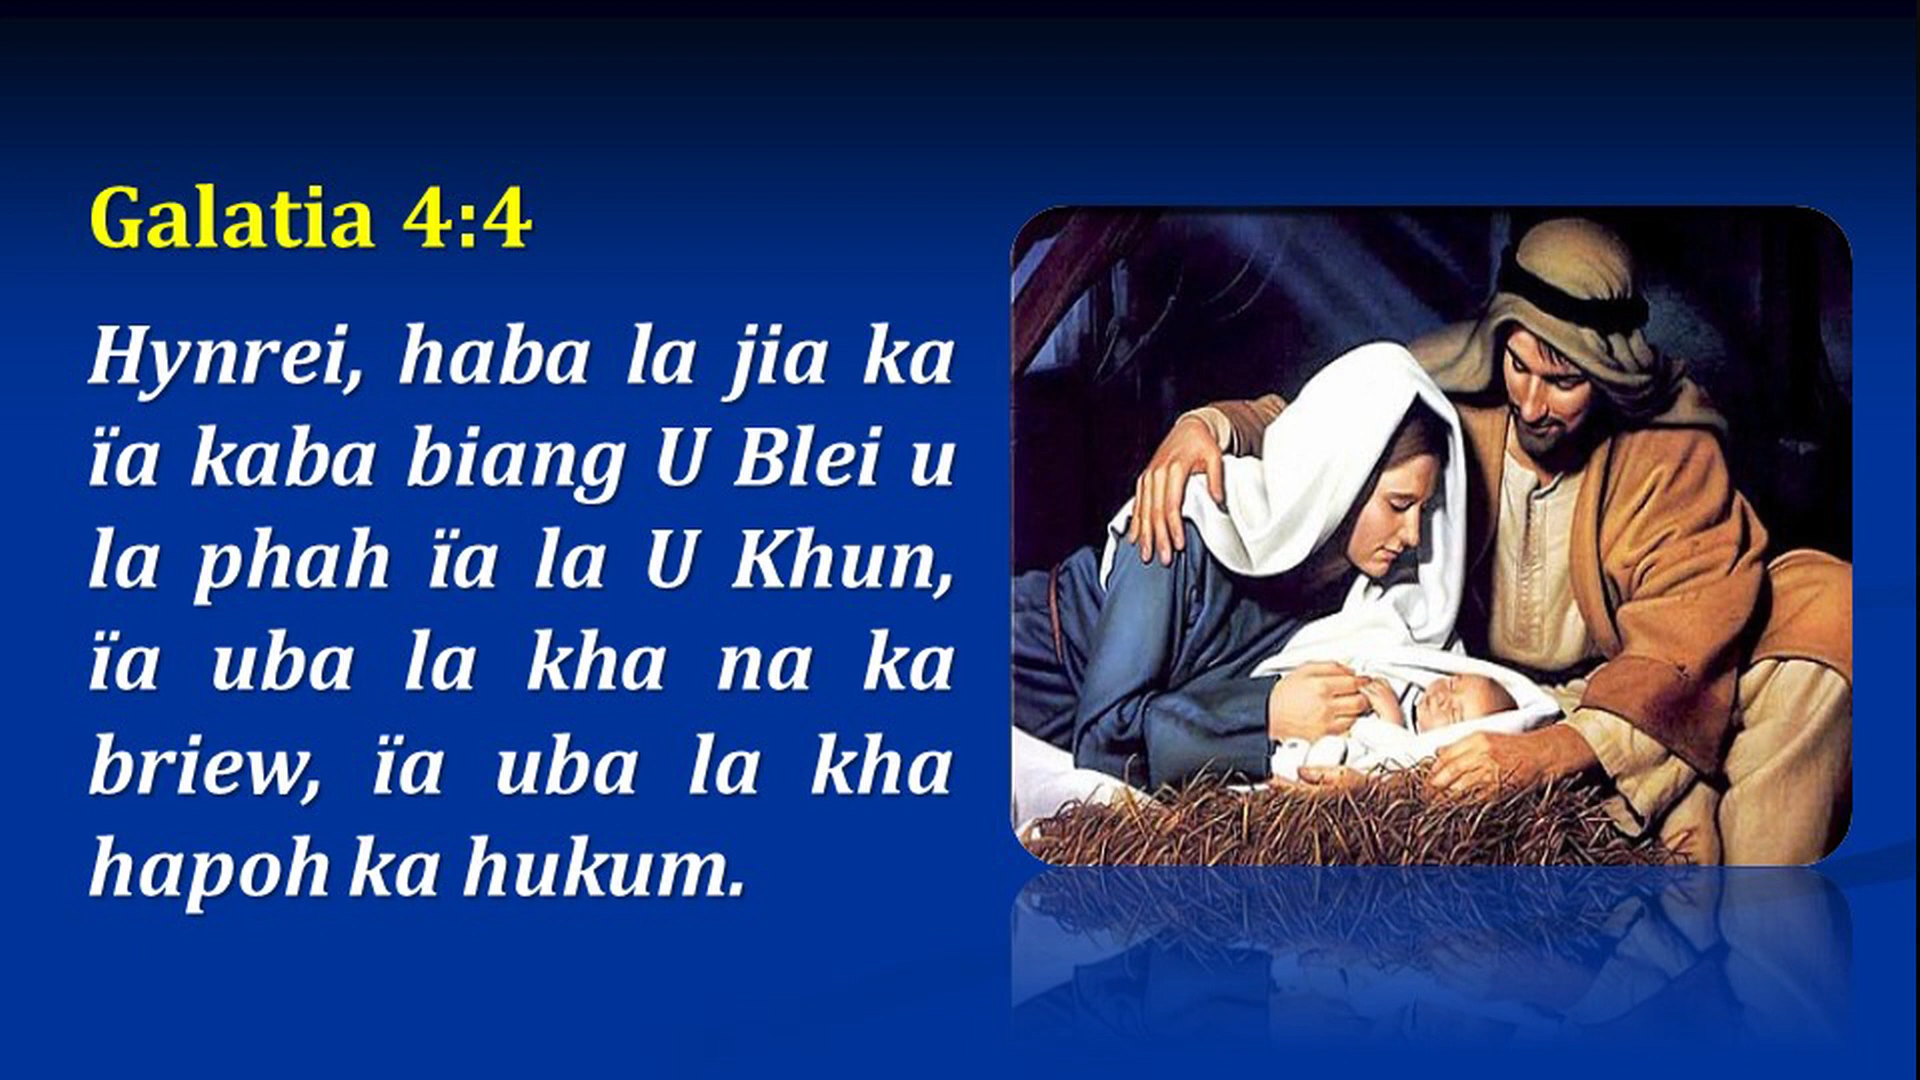 Galatia 4:4
Hynrei, haba la jia ka
ïa kaba biang U Blei u
la phah ïa la U Khun,
ïa uba la kha na ka
briew, ïa uba la kha
hapoh ka hukum.